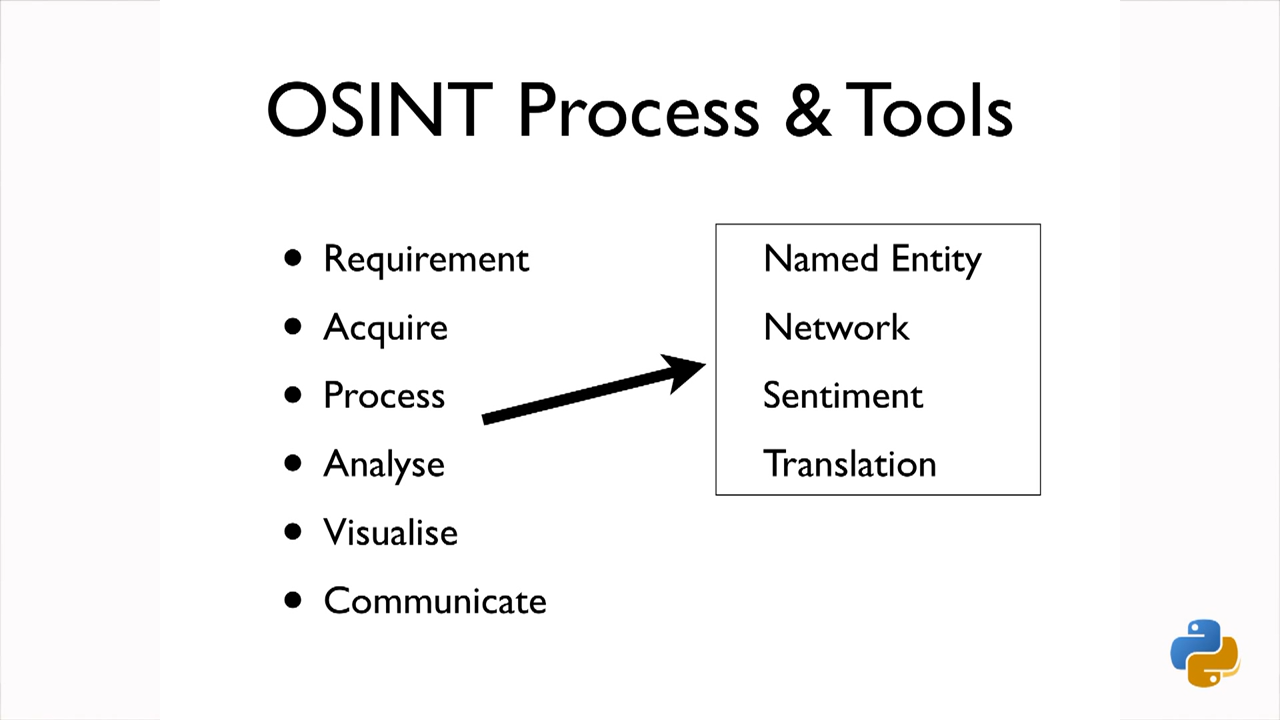 OSINT Process & Tools
• Requirement
• Acquire
• Process
• Analyse
• Visualise
• Communicate
Named Entity
Network
Sentiment
Translation